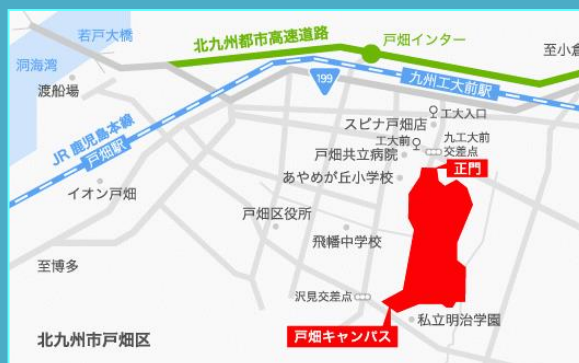 若戸大橋
北九州都市高速道路
戸畑インター
至小倉
洞海湾
渡船場
199
九州工大前駅
JR 鹿児島本線
戸畑駅
工大入口
スピナ戸畑店
工大前
九工大前
交差点
戸畑共立病院
正門
あやめが丘小学校
イオン戸畑
戸畑区役所
飛幡中学校
至博多
沢見交差点
私立明治学園
戸畑キャンパス
北九州市戸畑区